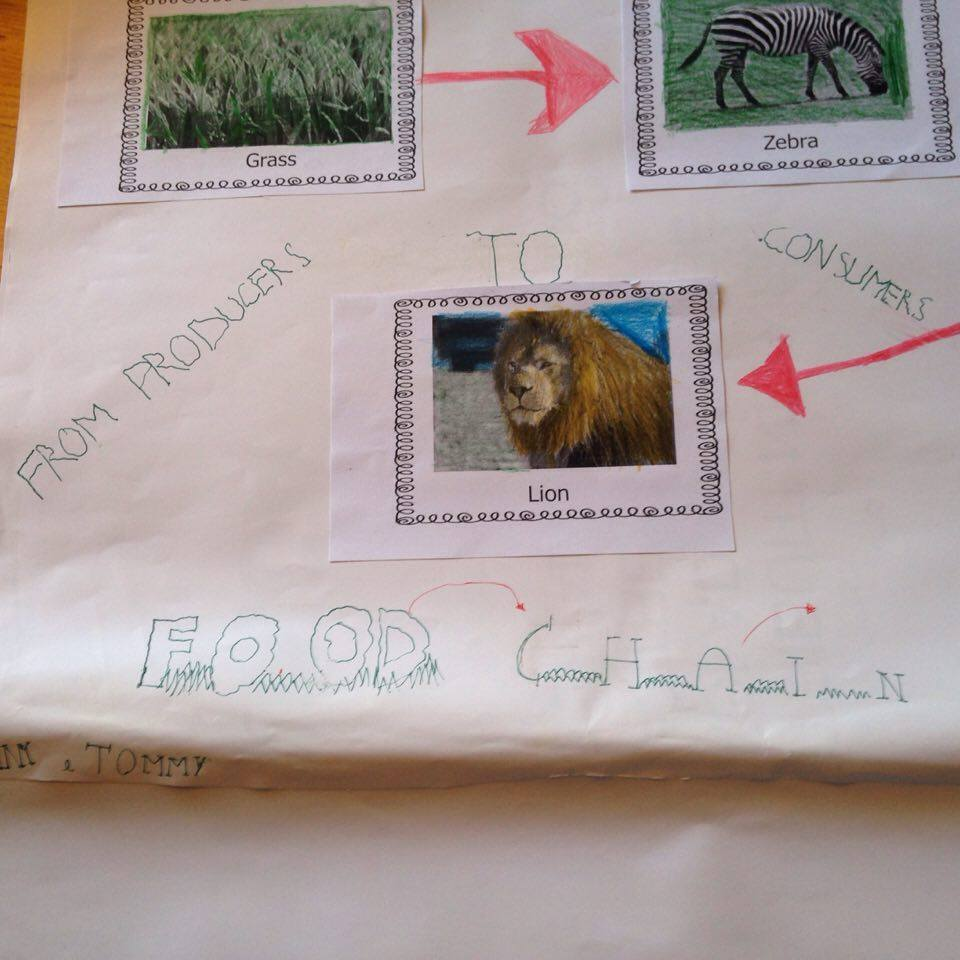 Grass
Zebra
FROM PRODUCERS
TO
CONSUMERS
Lion
FOOD CHAIN
e TOMMY